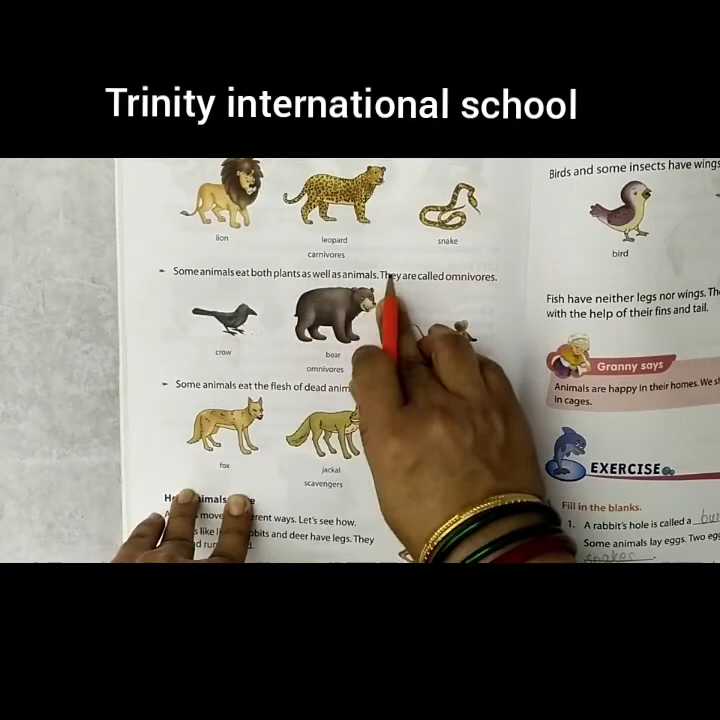 Trinity international school
lion
leopard
snake
carnivores
Some animals eat both plants as well as animals. They are called omnivores.
crow
bear
omnivores
Some animals eat the flesh of dead
fox
jackal
scavengers
move ways. Let's see how.
like and deer have legs. They
Birds and some insects have wings
bird
Fish have neither legs nor wings.
with the help of their fins and tail.
Granny says
Animals are happy in their homes. We
in cages.
EXERCISE
Fill in the blanks.
1. A rabbit's hole is called a
Some animals lay eggs. Two
snakes.